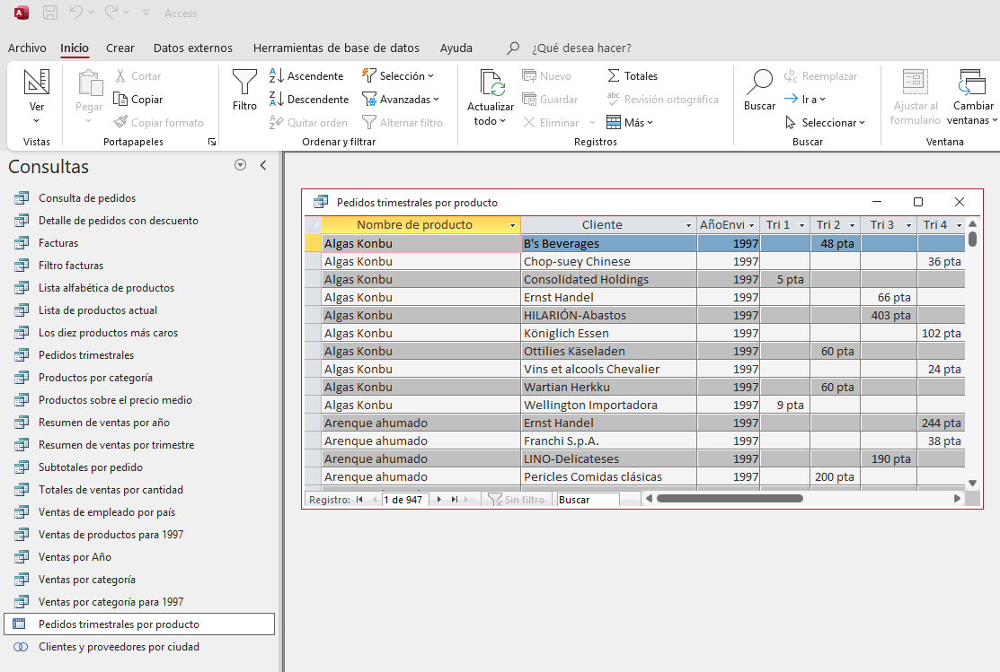 Access
Archivo Inicio Crear Datos externos Herramientas de base de datos Ayuda ¿Qué desea hacer?
Ver
Vistas
Pegar
Cortar
Copiar
Copiar formato
Portapapeles
Filtro
Ascendente
Descendente
Quitar orden
Selección
Avanzadas
Alternar filtro
Ordenar y filtrar
Actualizar
todo
Nuevo
Guardar
Eliminar
Totales
Revisión ortográfica
Más
Registros
Buscar
Reemplazar
Ir a
Seleccionar
Buscar
Ajustar al
formulario
Cambiar
ventanas
Ventana
Consultas
Consulta de pedidos
Detalle de pedidos con descuento
Facturas
Filtro facturas
Lista alfabética de productos
Lista de productos actual
Los diez productos más caros
Pedidos trimestrales
Productos por categoría
Productos sobre el precio medio
Resumen de ventas por año
Resumen de ventas por trimestre
Subtotales por pedido
Totales de ventas por cantidad
Ventas de empleado por país
Ventas de productos para 1997
Ventas por Año
Ventas por categoría
Ventas por categoría para 1997
Pedidos trimestrales por producto
Clientes y proveedores por ciudad
Pedidos trimestrales por producto
Nombre de producto Cliente AñoEnvi Tri 1 Tri 2 Tri 3 Tri 4
Algas Konbu B's Beverages 1997 48 pta
Algas Konbu Chop-suey Chinese 1997 36 pta
Algas Konbu Consolidated Holdings 1997 5 pta
Algas Konbu Ernst Handel 1997 66 pta
Algas Konbu HILARIÓN-Abastos 1997 403 pta
Algas Konbu Königlich Essen 1997 102 pta
Algas Konbu Ottilies Käseladen 1997 60 pta
Algas Konbu Vins et alcools Chevalier 1997 24 pta
Algas Konbu Wartian Herkku 1997 60 pta
Algas Konbu Wellington Importadora 1997 9 pta
Arenque ahumado Ernst Handel 1997 244 pta
Arenque ahumado Franchi S.p.A. 1997 38 pta
Arenque ahumado LINO-Delicateses 1997 190 pta
Arenque ahumado Pericles Comidas clásicas 1997 200 pta
Registro: 1 de 947 Sin filtro Buscar